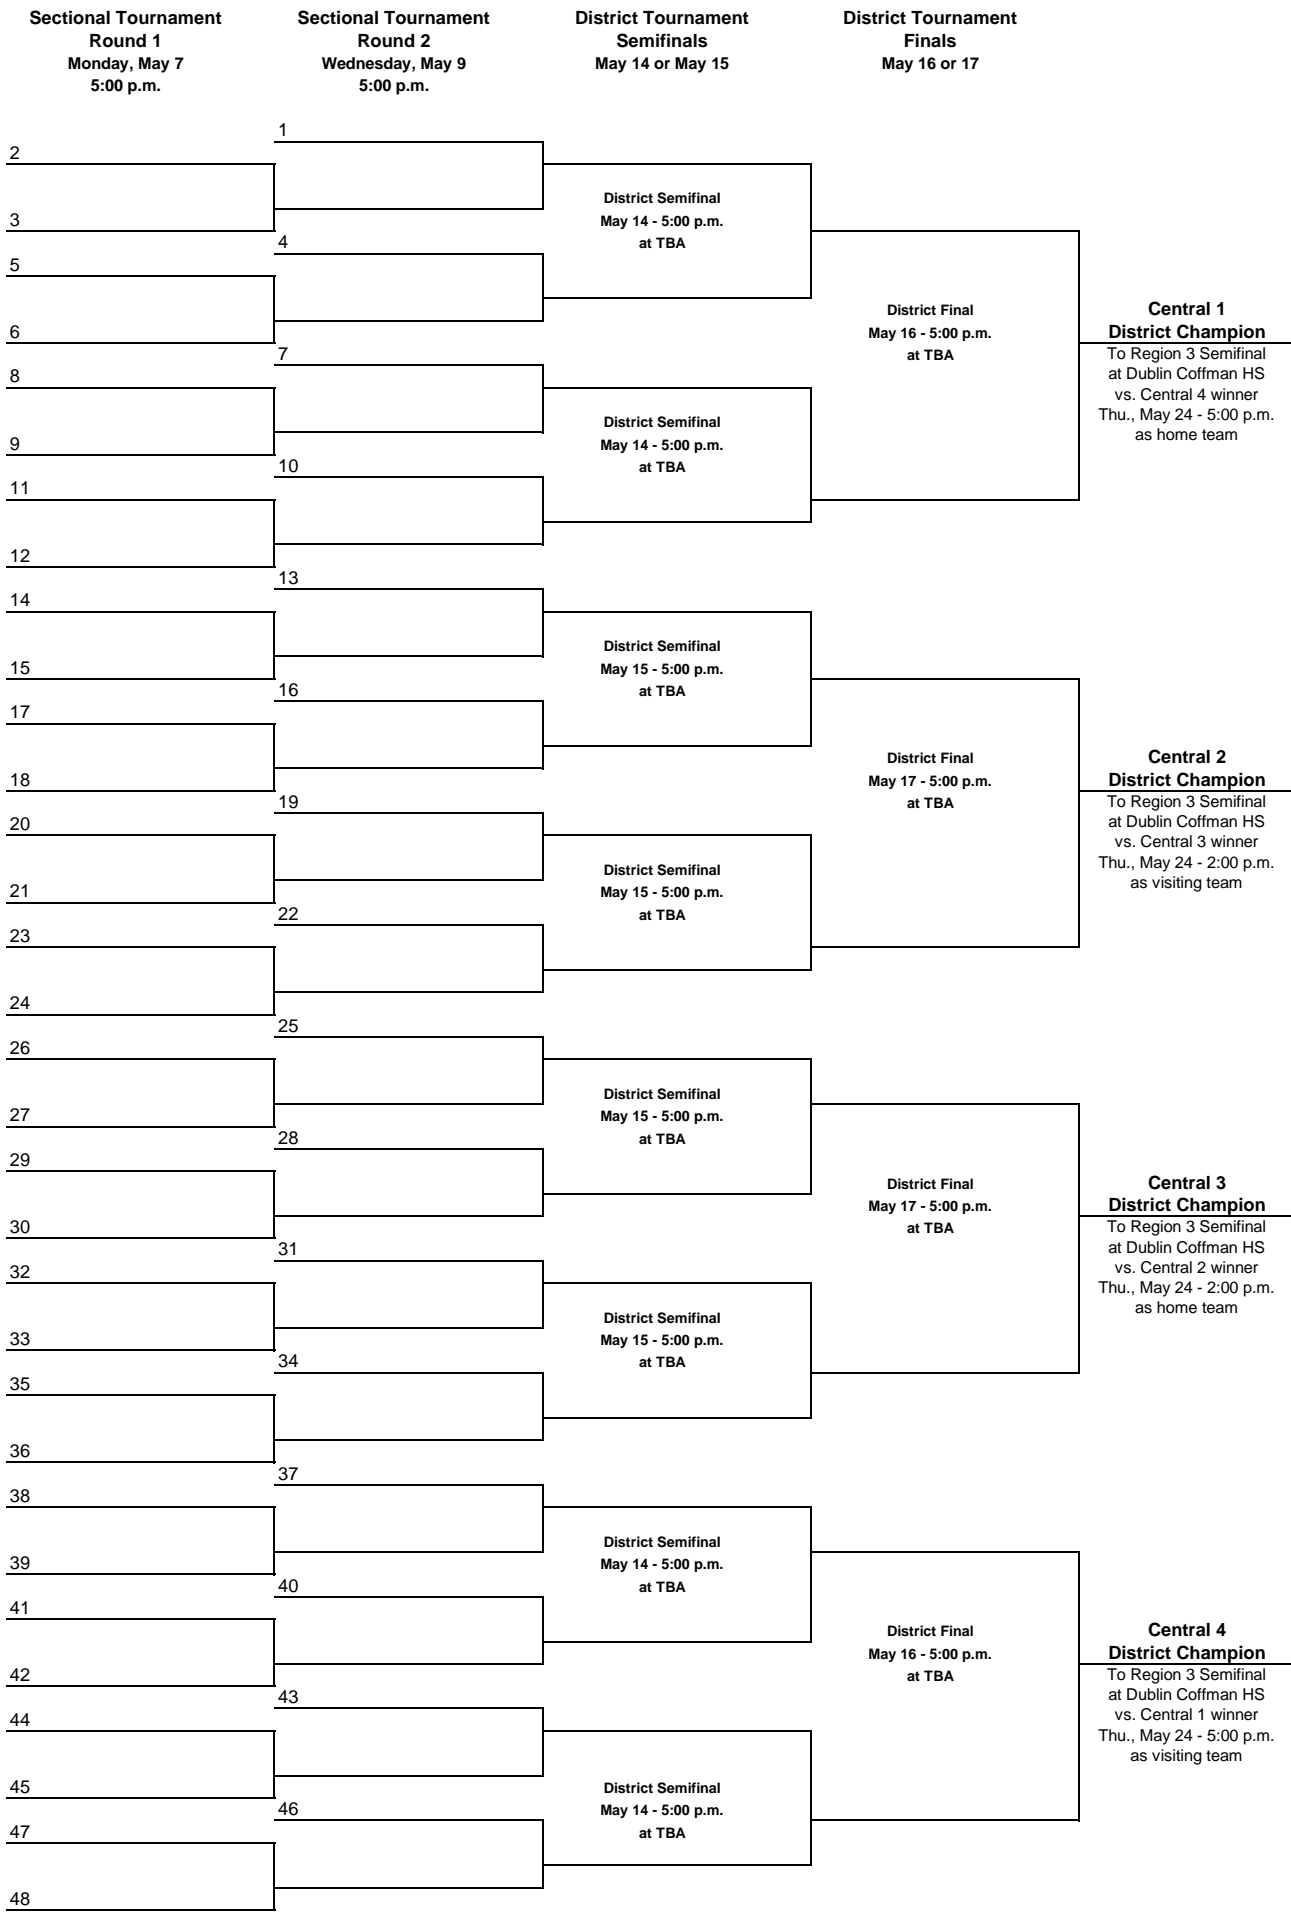 Sectional Tournament
Round 1
Monday, May 7
5:00 p.m.
Sectional Tournament
Round 2
Wednesday, May 9
5:00 p.m.
District Tournament
Semifinals
May 14 or May 15
District Tournament
Finals
May 16 or 17
1
2
3
4
5
6
7
8
9
10
11
12
District Semifinal
May 14 - 5:00 p.m.
at TBA
District Semifinal
May 14 - 5:00 p.m.
at TBA
District Final
May 16 - 5:00 p.m.
at TBA
Central 1
District Champion
To Region 3 Semifinal
at Dublin Coffman HS
vs. Central 4 winner
Thu., May 24 - 5:00 p.m.
as home team
13
14
15
16
17
18
19
20
21
22
23
24
District Semifinal
May 15 - 5:00 p.m.
at TBA
District Semifinal
May 15 - 5:00 p.m.
at TBA
District Final
May 17 - 5:00 p.m.
at TBA
Central 2
District Champion
To Region 3 Semifinal
at Dublin Coffman HS
vs. Central 3 winner
Thu., May 24 - 2:00 p.m.
as visiting team
25
26
27
28
29
30
31
32
33
34
35
36
District Semifinal
May 15 - 5:00 p.m.
at TBA
District Semifinal
May 15 - 5:00 p.m.
at TBA
District Final
May 17 - 5:00 p.m.
at TBA
Central 3
District Champion
To Region 3 Semifinal
at Dublin Coffman HS
vs. Central 2 winner
Thu., May 24 - 2:00 p.m.
as home team
37
38
39
40
41
42
43
44
45
46
47
48
District Semifinal
May 14 - 5:00 p.m.
at TBA
District Semifinal
May 14 - 5:00 p.m.
at TBA
District Final
May 16 - 5:00 p.m.
at TBA
Central 4
District Champion
To Region 3 Semifinal
at Dublin Coffman HS
vs. Central 1 winner
Thu., May 24 - 5:00 p.m.
as visiting team